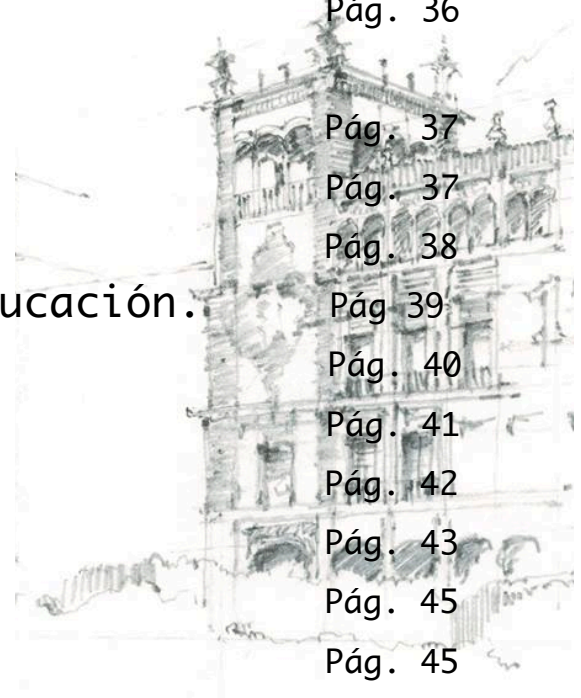 Pág. 36
Pág. 37
Pág. 37
Pág. 38
ucación. Pág 39
Pág. 40
Pág. 41
Pág. 42
Pág. 43
Pág. 45
Pág. 45